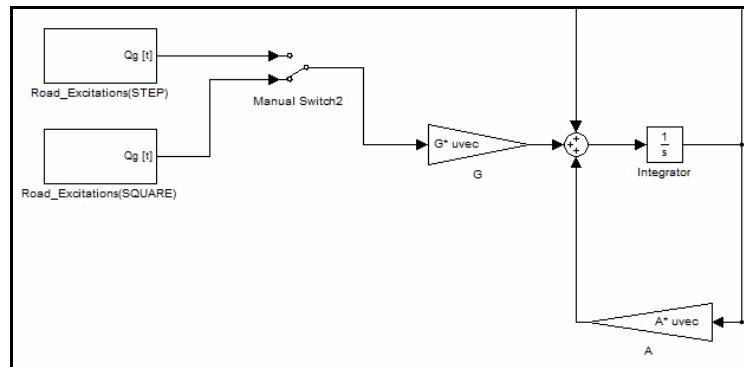 Qg [t]
Road_Excitations(STEP)
Manual Switch2
Qg [t]
Road_Excitations(SQUARE)
G* uvec
G
+
+
+
1
s
Integrator
A* uvec
A